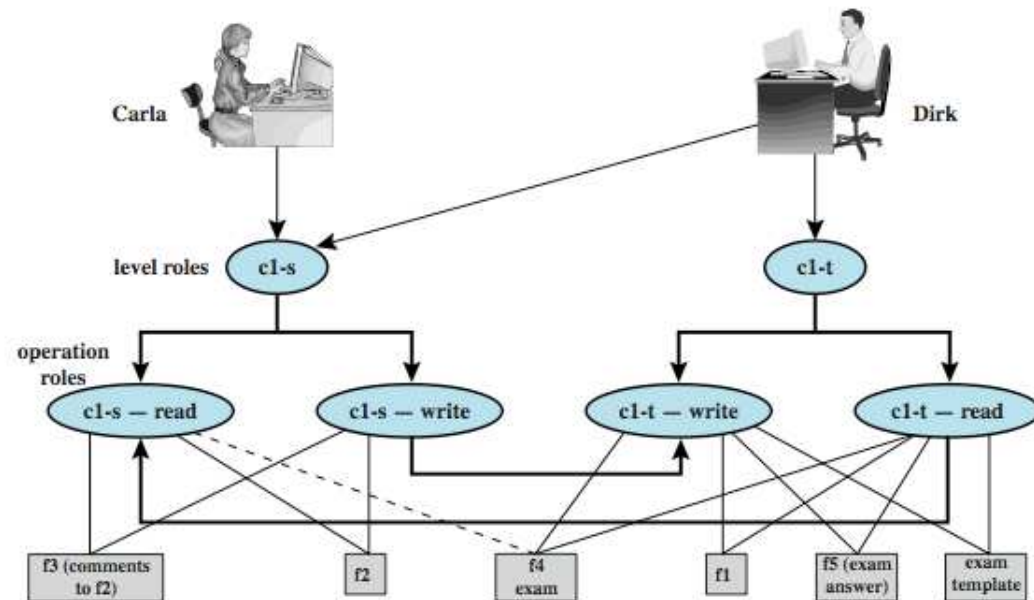 Carla
Dirk
level roles
c1-s
c1-t
operation
roles
c1-s — read
c1-s — write
c1-t — write
c1-t — read
f3 (comments
to f2)
f2
f4
exam
f1
f5 (exam
answer)
exam
template